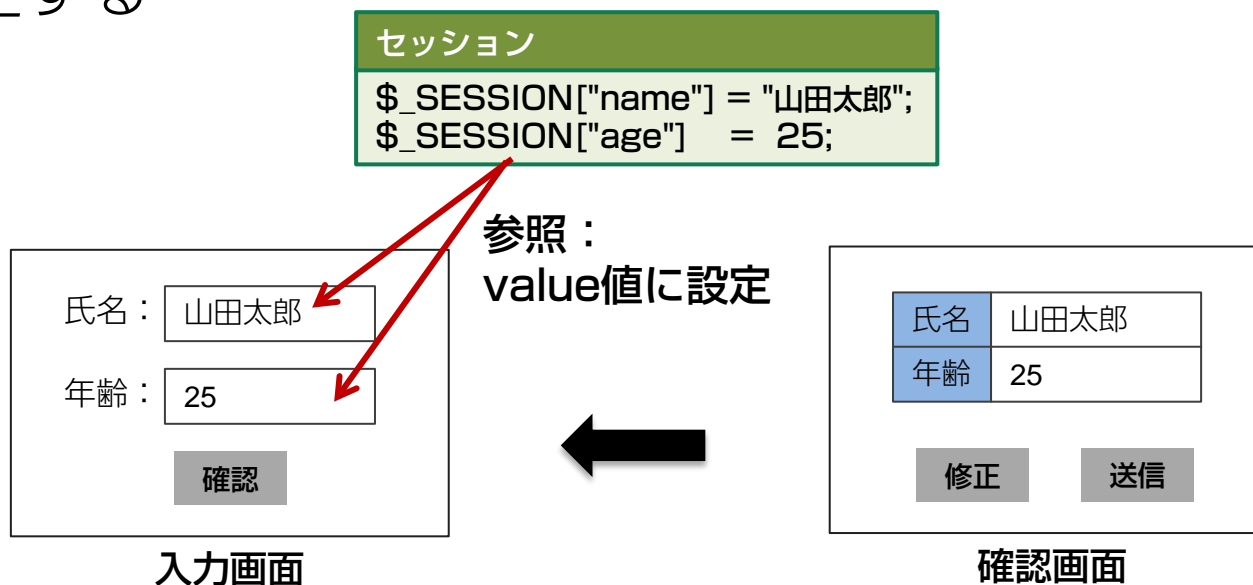 する
セッション
$_SESSION["name"] = "山田太郎";
$_SESSION["age"] = 25;
参照：
value値に設定
氏名： 山田太郎
年齢： 25
確認
入力画面
氏名 山田太郎
年齢 25
修正 送信
確認画面